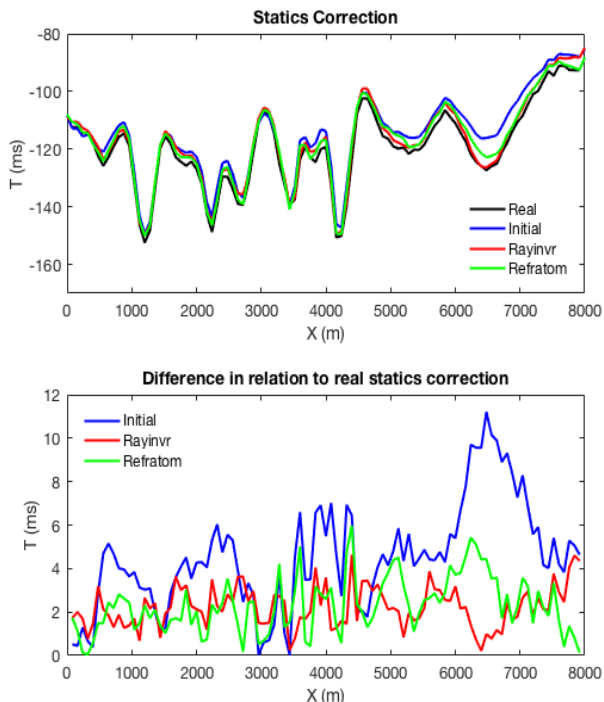 Statics Correction
-80
-100
-120
-140
-160
T (ms)
Real
Initial
Rayinvr
Refratom
0 1000 2000 3000 4000 5000 6000 7000 8000
X (m)
Difference in relation to real statics correction
12
10
8
6
4
2
0
T (ms)
Initial
Rayinvr
Refratom
0 1000 2000 3000 4000 5000 6000 7000 8000
X (m)